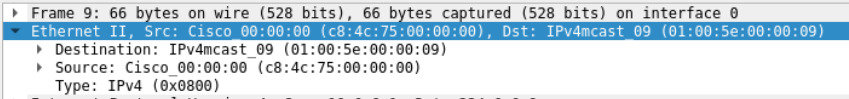 Frame 9: 66 bytes on wire (528 bits), 66 bytes captured (528 bits) on interface 0
Ethernet II, Src: Cisco_00:00:00 (c8:4c:75:00:00:00), Dst: IPv4mcast_09 (01:00:5e:00:00:09)
Destination: IPv4mcast_09 (01:00:5e:00:00:09)
Source: Cisco_00:00:00 (c8:4c:75:00:00:00)
Type: IPv4 (0x0800)